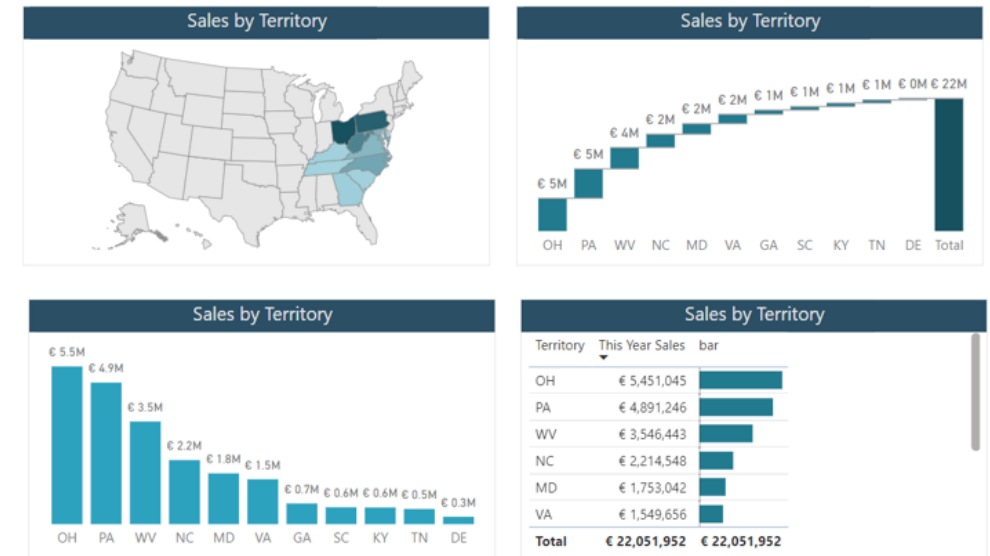 Sales by Territory
Sales by Territory
€ 5M
€ 5M
€ 4M
€ 2M
€ 2M
€ 2M
€ 1M
€ 1M
€ 1M
€ 1M
€ 0M
€ 22M
OH PA WV NC MD VA GA SC KY TN DE Total
Sales by Territory
€ 5.5M
€ 4.9M
€ 3.5M
€ 2.2M
€ 1.8M
€ 1.5M
€ 0.7M
€ 0.6M
€ 0.6M
€ 0.5M
€ 0.3M
OH PA WV NC MD VA GA SC KY TN DE
Sales by Territory
Territory This Year Sales bar
OH € 5,451,045
PA € 4,891,246
WV € 3,546,443
NC € 2,214,548
MD € 1,753,042
VA € 1,549,656
Total € 22,051,952 € 22,051,952